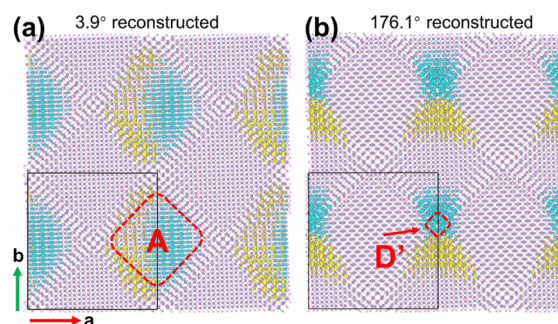 (a) 3.9° reconstructed
(b) 176.1° reconstructed
A
D’
b
a